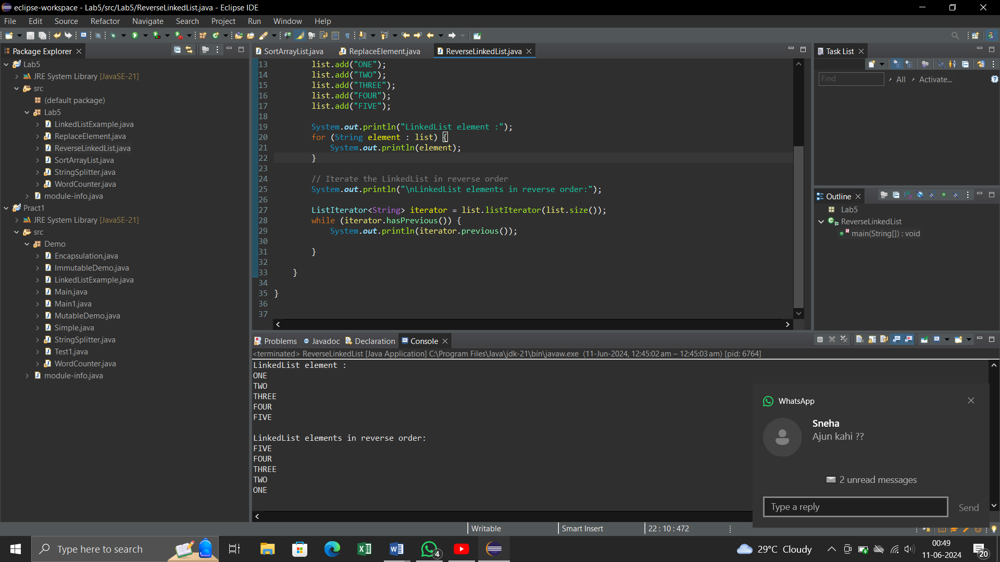 eclipse-workspace - Lab5/src/Lab5/ReverseLinkedList.java - Eclipse IDE
File Edit Source Refactor Navigate Search Project Run Window Help
Package Explorer
Lab5
JRE System Library [JavaSE-21]
src
(default package)
Lab5
LinkedListExample.java
ReplaceElement.java
ReverseLinkedList.java
SortArrayList.java
StringSplitter.java
WordCounter.java
module-info.java
Pract1
JRE System Library [JavaSE-21]
src
Demo
Encapsulation.java
ImmutableDemo.java
LinkedListExample.java
Main.java
Main1.java
MutableDemo.java
Simple.java
StringSplitter.java
Test1.java
WordCounter.java
module-info.java
SortArrayList.java ReplaceElement.java ReverseLinkedList.java
13 list.add("ONE");
14 list.add("TWO");
15 list.add("THREE");
16 list.add("FOUR");
17 list.add("FIVE");
18
19 System.out.println("LinkedList element :");
20 for (String element : list) {
21 System.out.println(element);
22 }
23
24 // Iterate the LinkedList in reverse order
25 System.out.println("\nLinkedList elements in reverse order:");
26
27 ListIterator<String> iterator = list.listIterator(list.size());
28 while (iterator.hasPrevious()) {
29 System.out.println(iterator.previous());
30
31 }
32
33 }
34
35 }
36
37
Task List
Find All Activate...
Outline
Lab5
ReverseLinkedList
main(String[]) : void
Problems Javadoc Declaration Console
<terminated> ReverseLinkedList [Java Application] C:\Program Files\Java\jdk-21\bin\javaw.exe (11-Jun-2024, 12:45:02 am – 12:45:03 am) [pid: 6764]
LinkedList element :
ONE
TWO
THREE
FOUR
FIVE
LinkedList elements in reverse order:
FIVE
FOUR
THREE
TWO
ONE
WhatsApp
Sneha
Ajun kahi ??
2 unread messages
Type a reply Send
Writable Smart Insert 22 : 10 : 472
Type here to search
4
29°C Cloudy
00:49
11-06-2024
20